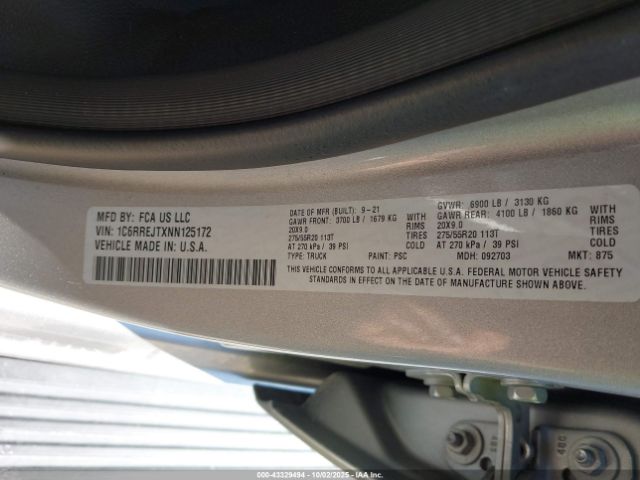 MFD BY: FCA US LLC
VIN: 1C6RREJTXNN125172
VEHICLE MADE IN U.S.A.
DATE OF MFR (BUILT): 9-21
GAWR FRONT: 3700 LB / 1679 KG
20X9.0
275/55R20 113T
AT 270 kPa / 39 PSI
TYPE: TRUCK
PAINT: PSC
WITH
RIMS
TIRES
COLD
GVWR: 6900 LB / 3130 KG
GAWR REAR: 4100 LB / 1860 KG
20X9.0
275/55R20 113T
AT 270 kPa / 39 PSI
MDH: 092703
WITH
RIMS
TIRES
COLD
MKT: 875
THIS VEHICLE CONFORMS TO ALL APPLICABLE U.S.A. FEDERAL MOTOR VEHICLE SAFETY
STANDARDS IN EFFECT ON THE DATE OF MANUFACTURE SHOWN ABOVE.
000-43329494 10/02/2025 COPART.COM